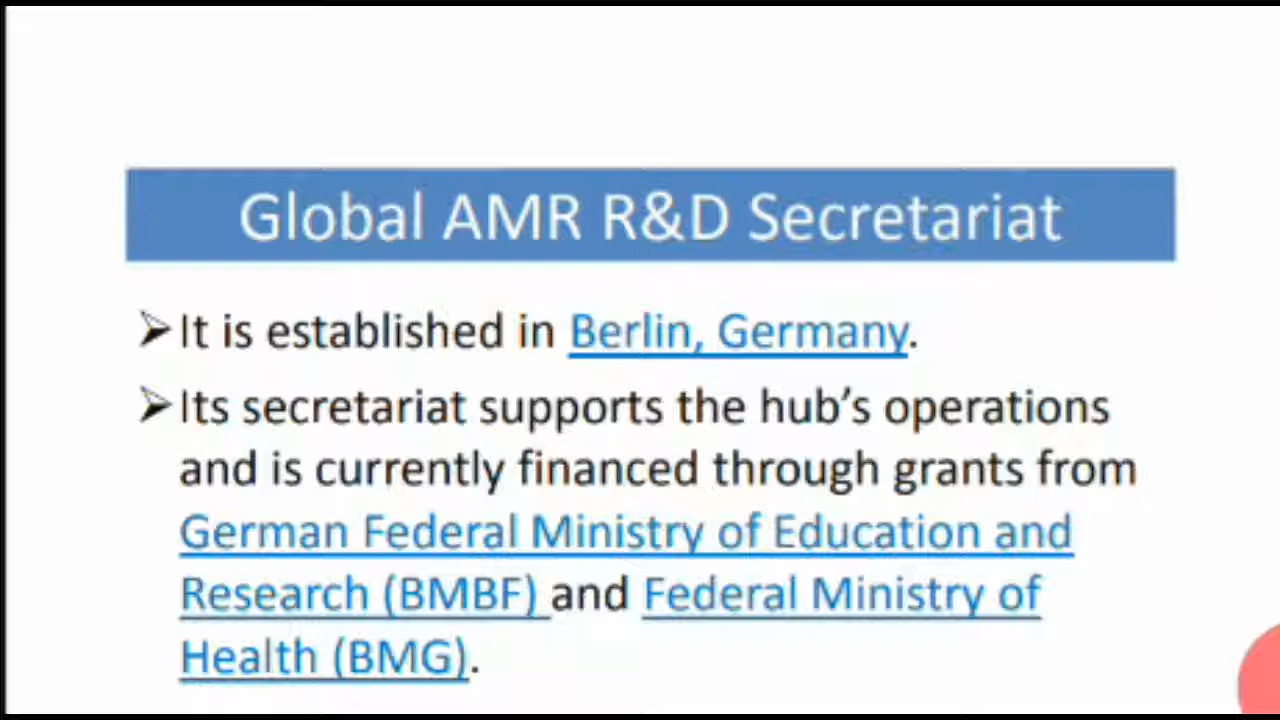 Global AMR R&D Secretariat
➢It is established in Berlin, Germany.
➢Its secretariat supports the hub's operations
and is currently financed through grants from
German Federal Ministry of Education and
Research (BMBF) and Federal Ministry of
Health (BMG).